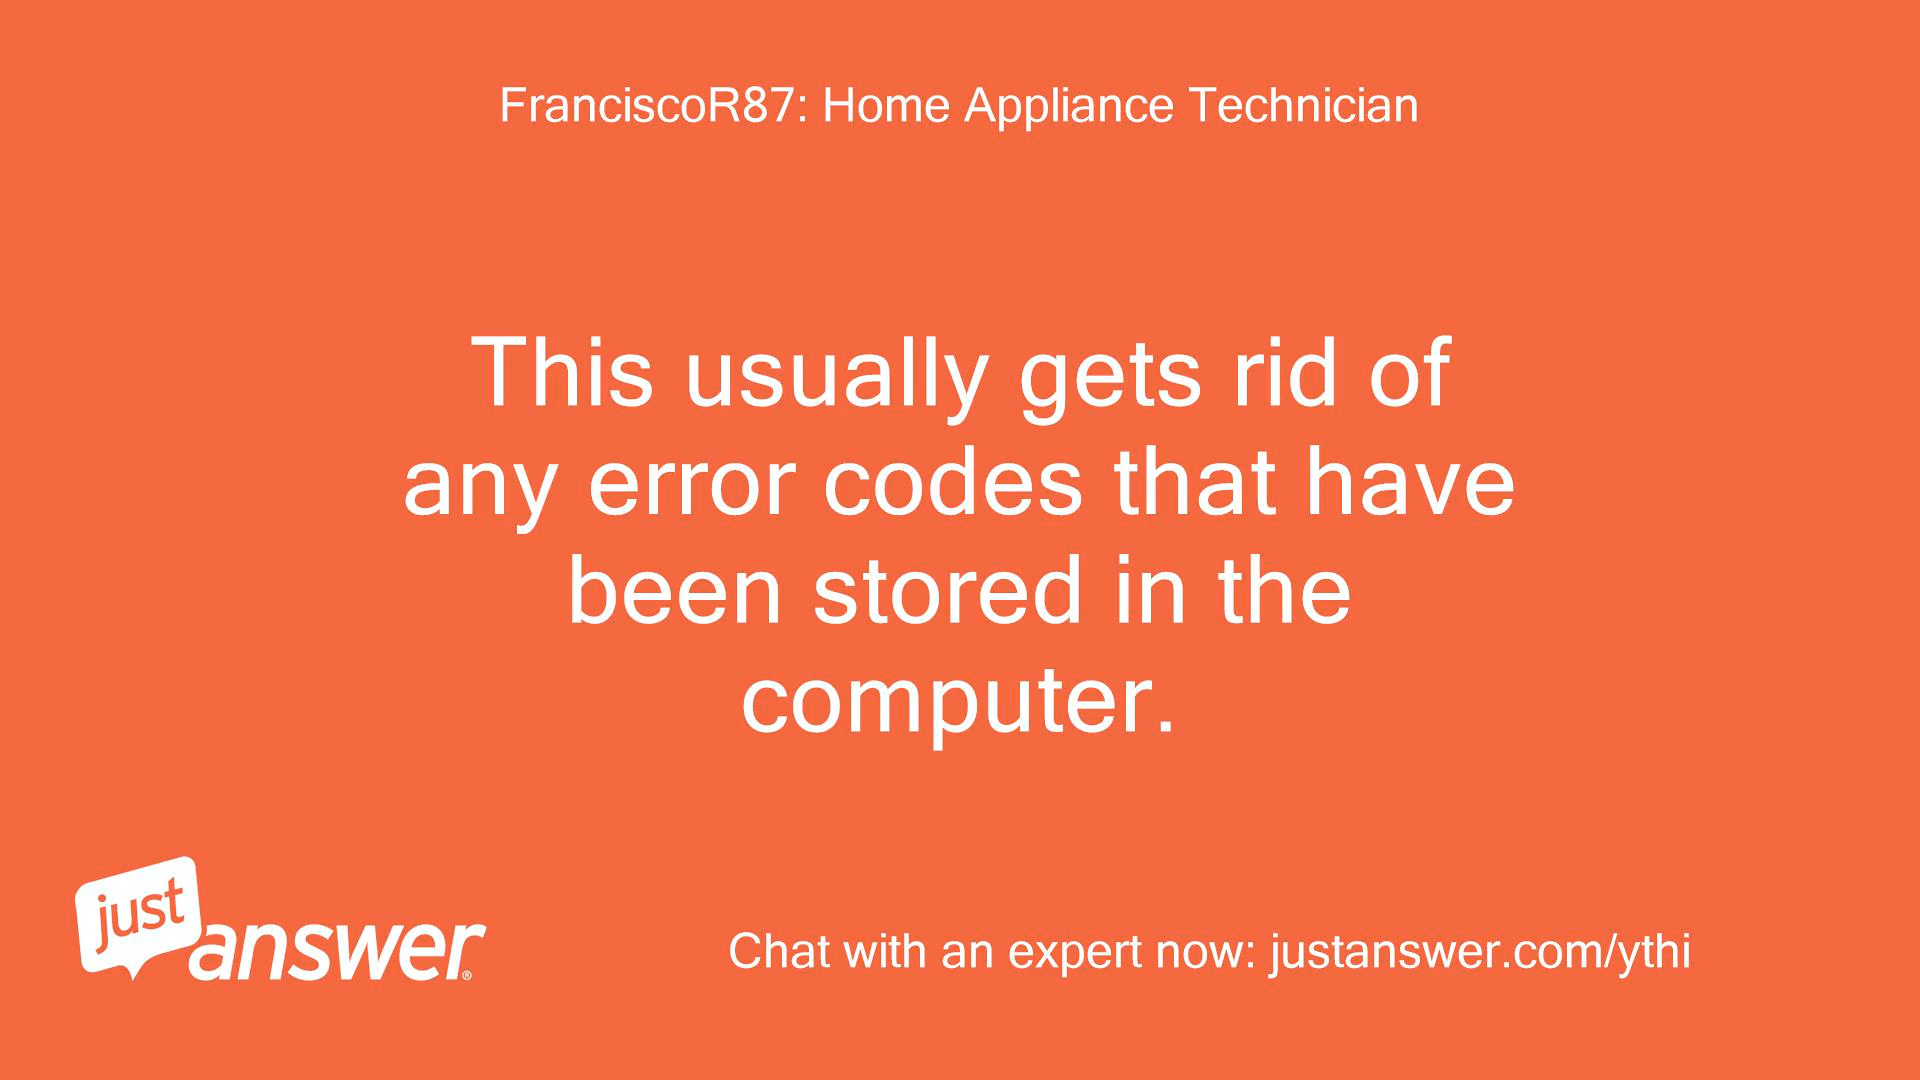 FranciscoR87: Home Appliance Technician
This usually gets rid of
any error codes that have
been stored in the
computer.
just
answer®
Chat with an expert now: justanswer.com/ythi